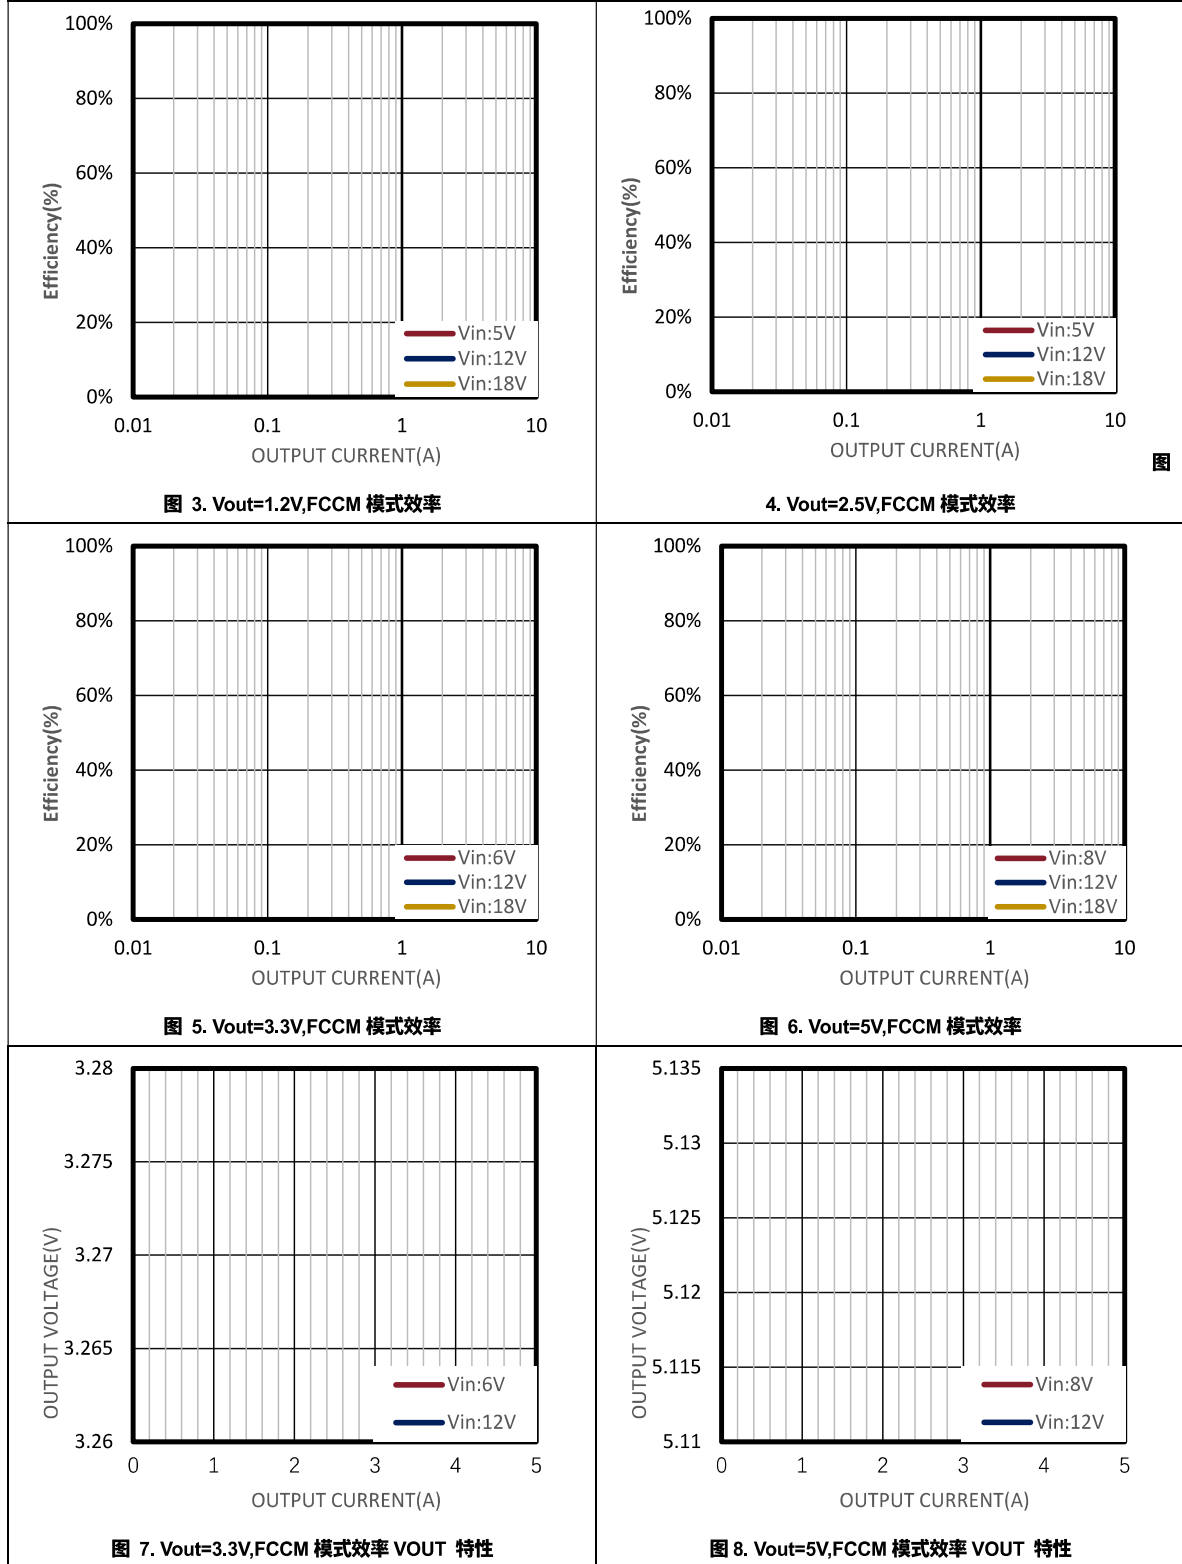 100%
80%
60%
40%
20%
0%
Efficiency(%)
Vin:5V
Vin:12V
Vin:18V
0.01 0.1 1 10
OUTPUT CURRENT(A)
图 3. Vout=1.2V,FCCM 模式效率
100%
80%
60%
40%
20%
0%
Efficiency(%)
Vin:5V
Vin:12V
Vin:18V
0.01 0.1 1 10
OUTPUT CURRENT(A)
图
4. Vout=2.5V,FCCM 模式效率
100%
80%
60%
40%
20%
0%
Efficiency(%)
Vin:6V
Vin:12V
Vin:18V
0.01 0.1 1 10
OUTPUT CURRENT(A)
图 5. Vout=3.3V,FCCM 模式效率
100%
80%
60%
40%
20%
0%
Efficiency(%)
Vin:8V
Vin:12V
Vin:18V
0.01 0.1 1 10
OUTPUT CURRENT(A)
图 6. Vout=5V,FCCM 模式效率
3.28
3.275
3.27
3.265
3.26
OUTPUT VOLTAGE(V)
Vin:6V
Vin:12V
0 1 2 3 4 5
OUTPUT CURRENT(A)
图 7. Vout=3.3V,FCCM 模式效率 VOUT 特性
5.135
5.13
5.125
5.12
5.115
5.11
OUTPUT VOLTAGE(V)
Vin:8V
Vin:12V
0 1 2 3 4 5
OUTPUT CURRENT(A)
图 8. Vout=5V,FCCM 模式效率 VOUT 特性